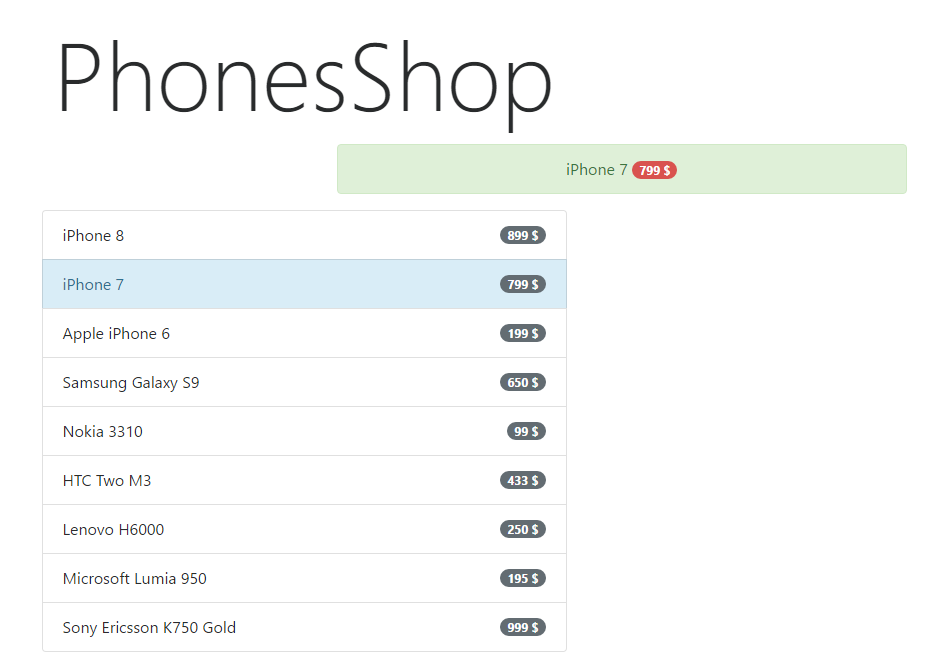 PhonesShop
iPhone 7 799 $
iPhone 8 899 $
iPhone 7 799 $
Apple iPhone 6 199 $
Samsung Galaxy S9 650 $
Nokia 3310 99 $
HTC Two M3 433 $
Lenovo H6000 250 $
Microsoft Lumia 950 195 $
Sony Ericsson K750 Gold 999 $